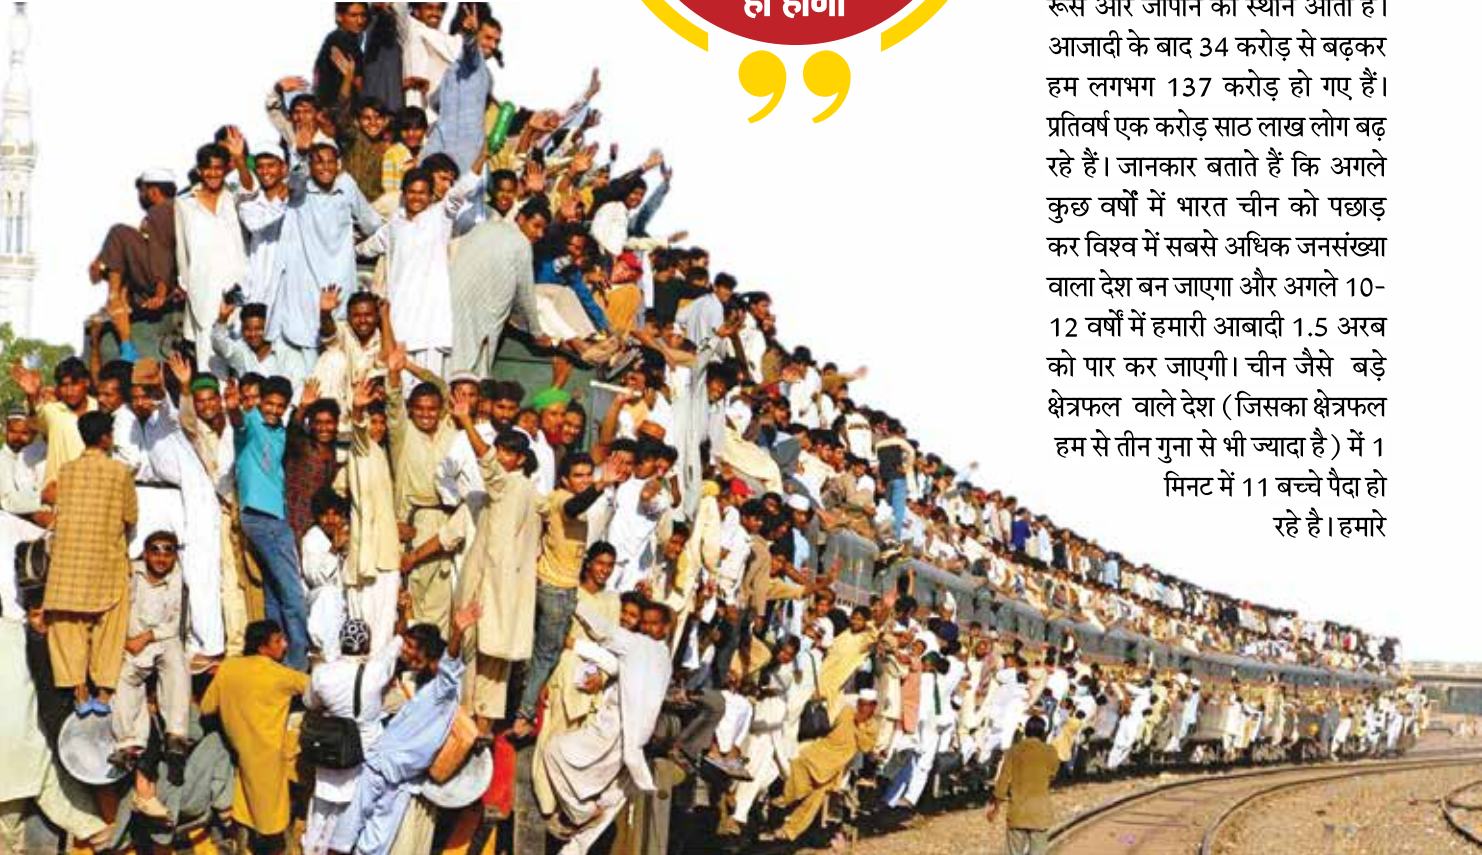 ही होगा
रूस और जापान का स्थान आता है।
आजादी के बाद 34 करोड़ से बढ़कर
हम लगभग 137 करोड़ हो गए हैं।
प्रतिवर्ष एक करोड़ साठ लाख लोग बढ़
रहे हैं। जानकार बताते हैं कि अगले
कुछ वर्षों में भारत चीन को पछाड़
कर विश्व में सबसे अधिक जनसंख्या
वाला देश बन जाएगा और अगले 10-
12 वर्षों में हमारी आबादी 1.5 अरब
को पार कर जाएगी। चीन जैसे बड़े
क्षेत्रफल वाले देश (जिसका क्षेत्रफल
हम से तीन गुना से भी ज्यादा है) में 1
मिनट में 11 बच्चे पैदा हो
रहे है। हमारे